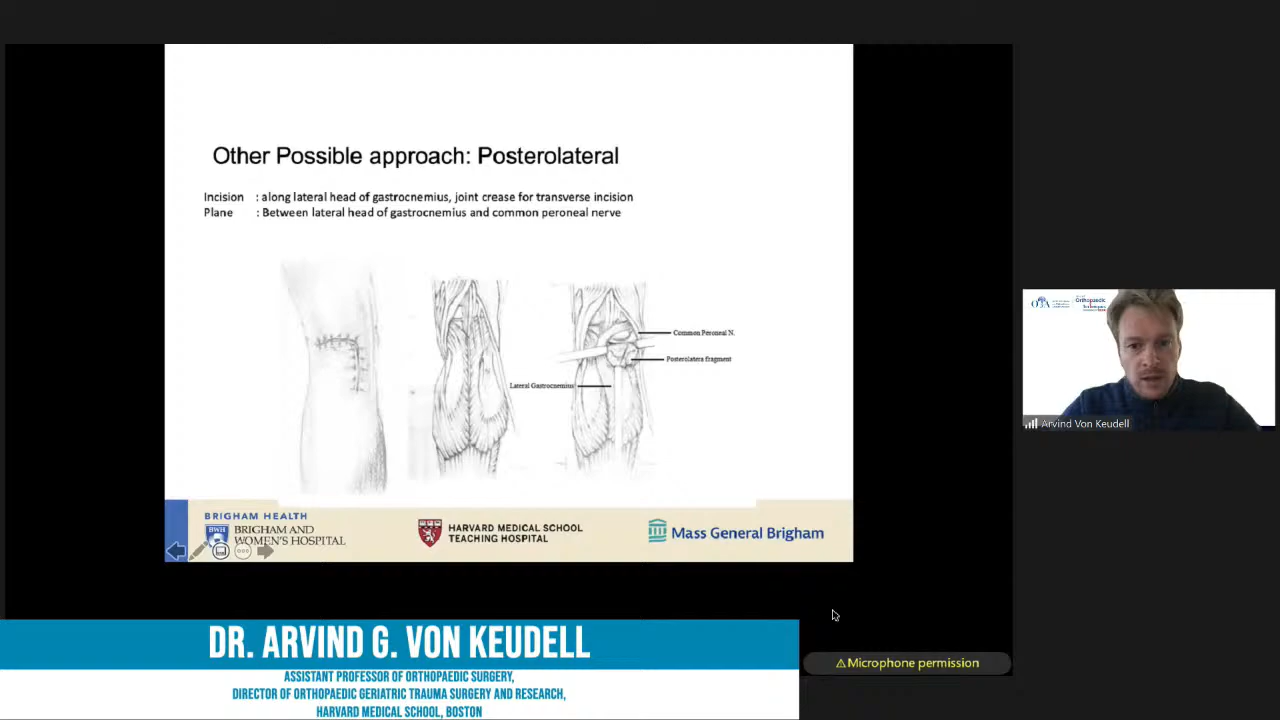 Other Possible approach: Posterolateral
Incision : along lateral head of gastrocnemius, joint crease for transverse incision
Plane : Between lateral head of gastrocnemius and common peroneal nerve
Common Peroneal N.
Posterolatera fragment
Lateral Gastrocnemius
BRIGHAM HEALTH
BWH
BRIGHAM AND
WOMEN'S HOSPITAL
HARVARD MEDICAL SCHOOL
TEACHING HOSPITAL
Mass General Brigham
Arvind Von Keudell
Microphone permission
DR. ARVIND G. VON KEUDELL
ASSISTANT PROFESSOR OF ORTHOPAEDIC SURGERY,
DIRECTOR OF ORTHOPAEDIC GERIATRIC TRAUMA SURGERY AND RESEARCH,
HARVARD MEDICAL SCHOOL, BOSTON